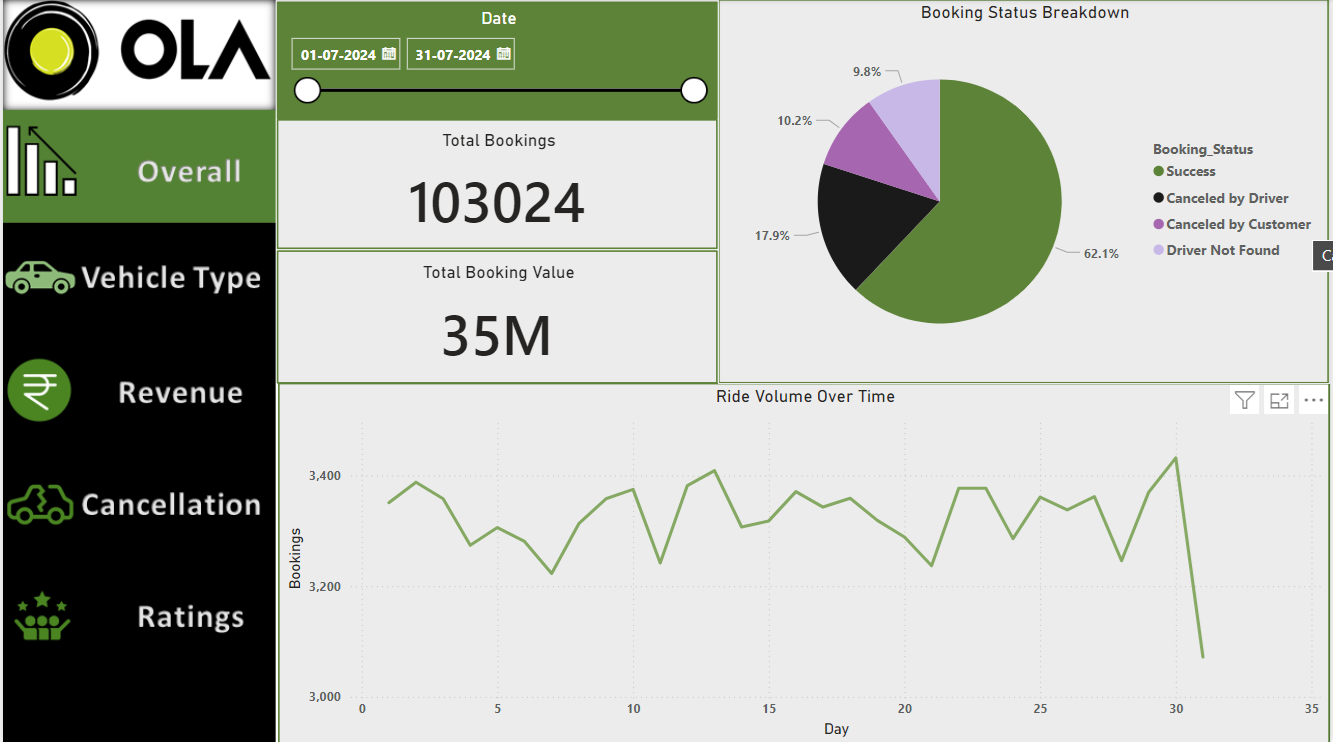 OLA
Overall
Vehicle Type
Revenue
Cancellation
Ratings
Date
01-07-2024
31-07-2024
Total Bookings
103024
Total Booking Value
35M
Booking Status Breakdown
9.8%
10.2%
17.9%
62.1%
Booking_Status
Success
Canceled by Driver
Canceled by Customer
Driver Not Found
Ride Volume Over Time
Bookings
3,400
3,200
3,000
0 5 10 15 20 25 30 35
Day